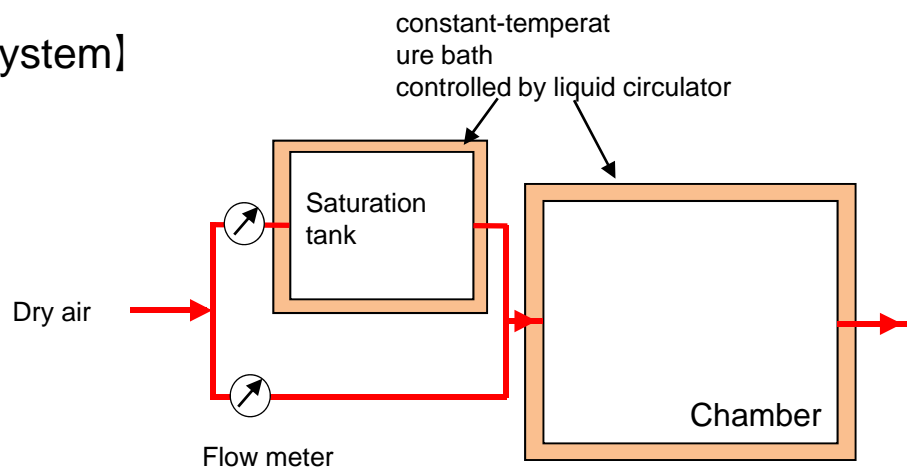 ystem】
constant-temperat
ure bath
controlled by liquid circulator
Saturation
tank
Dry air
Chamber
Flow meter